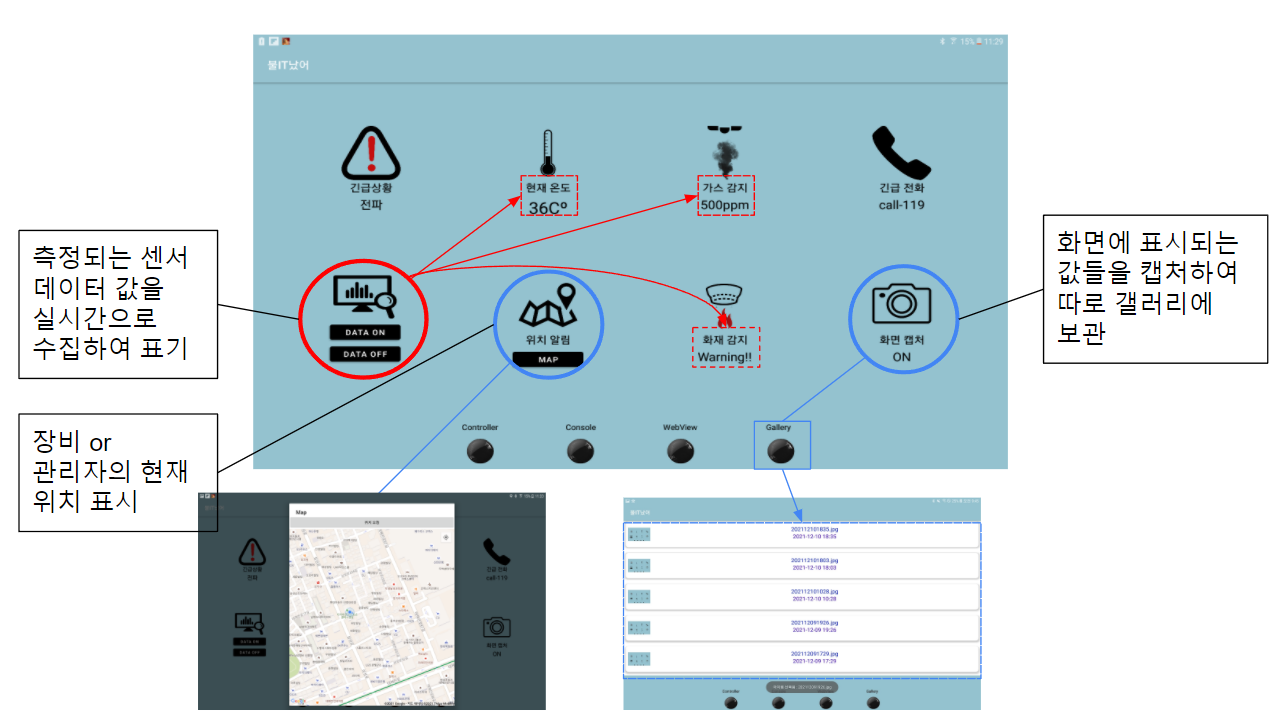 15% 11:29
불IT났어
긴급상황
전파
현재 온도
36Cº
가스 감지
500ppm
긴급 전화
call-119
측정되는 센서
데이터 값을
실시간으로
수집하여 표기
DATA ON
DATA OFF
위치 알림
MAP
화재 감지
Warning!!
화면 캡처
ON
화면에 표시되는
값들을 캡처하여
따로 갤러리에
보관
장비 or
관리자의 현재
위치 표시
Controller
Console
WebView
Gallery
Map
긴급상황
전파
긴급 전화
call-119
DATA ON
DATA OFF
화면 캡처
ON
불IT났어
202112101835.jpg
2021-12-10 18:35
202112101803.jpg
2021-12-10 18:03
202112101028.jpg
2021-12-10 10:28
202112091926.jpg
2021-12-09 19:26
202112091729.jpg
2021-12-09 17:29
Controller
Gallery